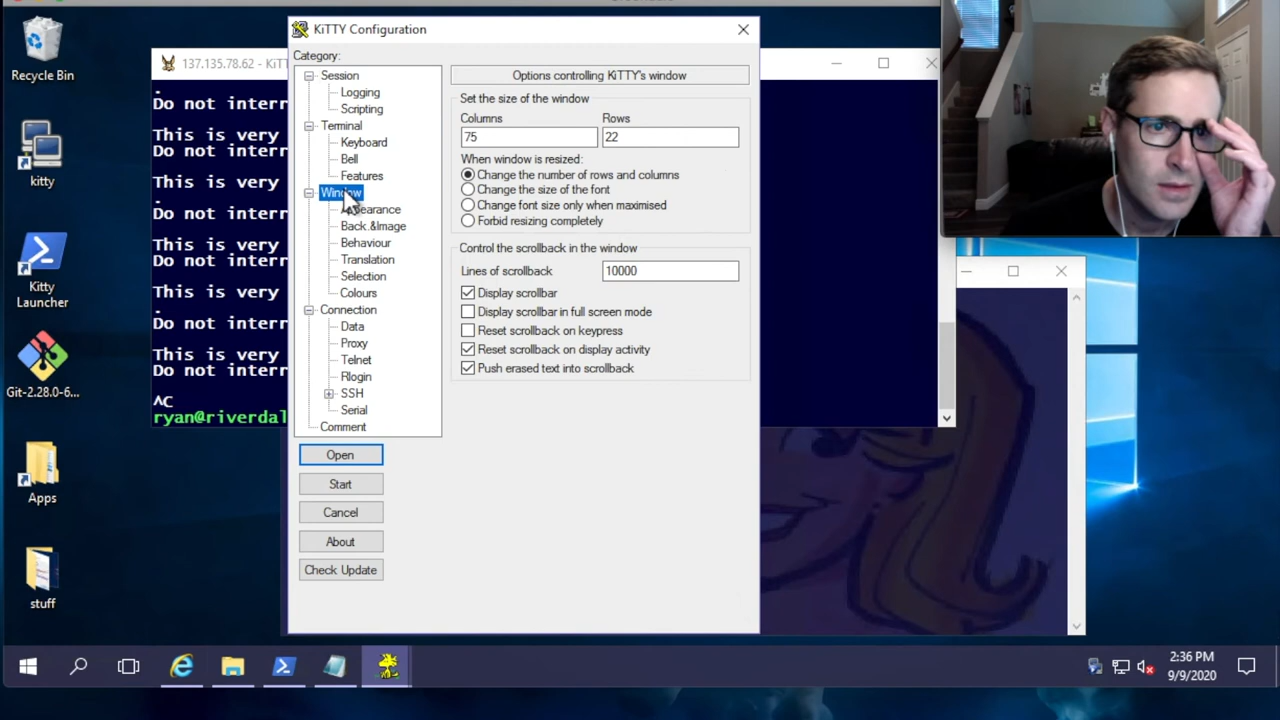 KiTTY Configuration
Category:
Session
Logging
Scripting
Terminal
Keyboard
Bell
Features
Window
Back.&Image
Behaviour
Translation
Selection
Colours
Connection
Data
Proxy
Telnet
Rlogin
SSH
Serial
Comment
Options controlling KiTTY's window
Set the size of the window
Columns
Rows
75
22
When window is resized:
Change the number of rows and columns
Change the size of the font
Change font size only when maximised
Forbid resizing completely
Control the scrollback in the window
Lines of scrollback
10000
Display scrollbar
Display scrollbar in full screen mode
Reset scrollback on keypress
Reset scrollback on display activity
Push erased text into scrollback
Open
Start
Cancel
About
Check Update
137.135.78.62 - KiT
Do not interr
This is very
Do not interr
This is very
Do not interr
This is very
Do not interr
This is very
Do not interr
This is very
Do not interr
^C
ryan@riverdal
Recycle Bin
kitty
Kitty
Launcher
Git-2.28.0-6...
Apps
stuff
2:36 PM
9/9/2020